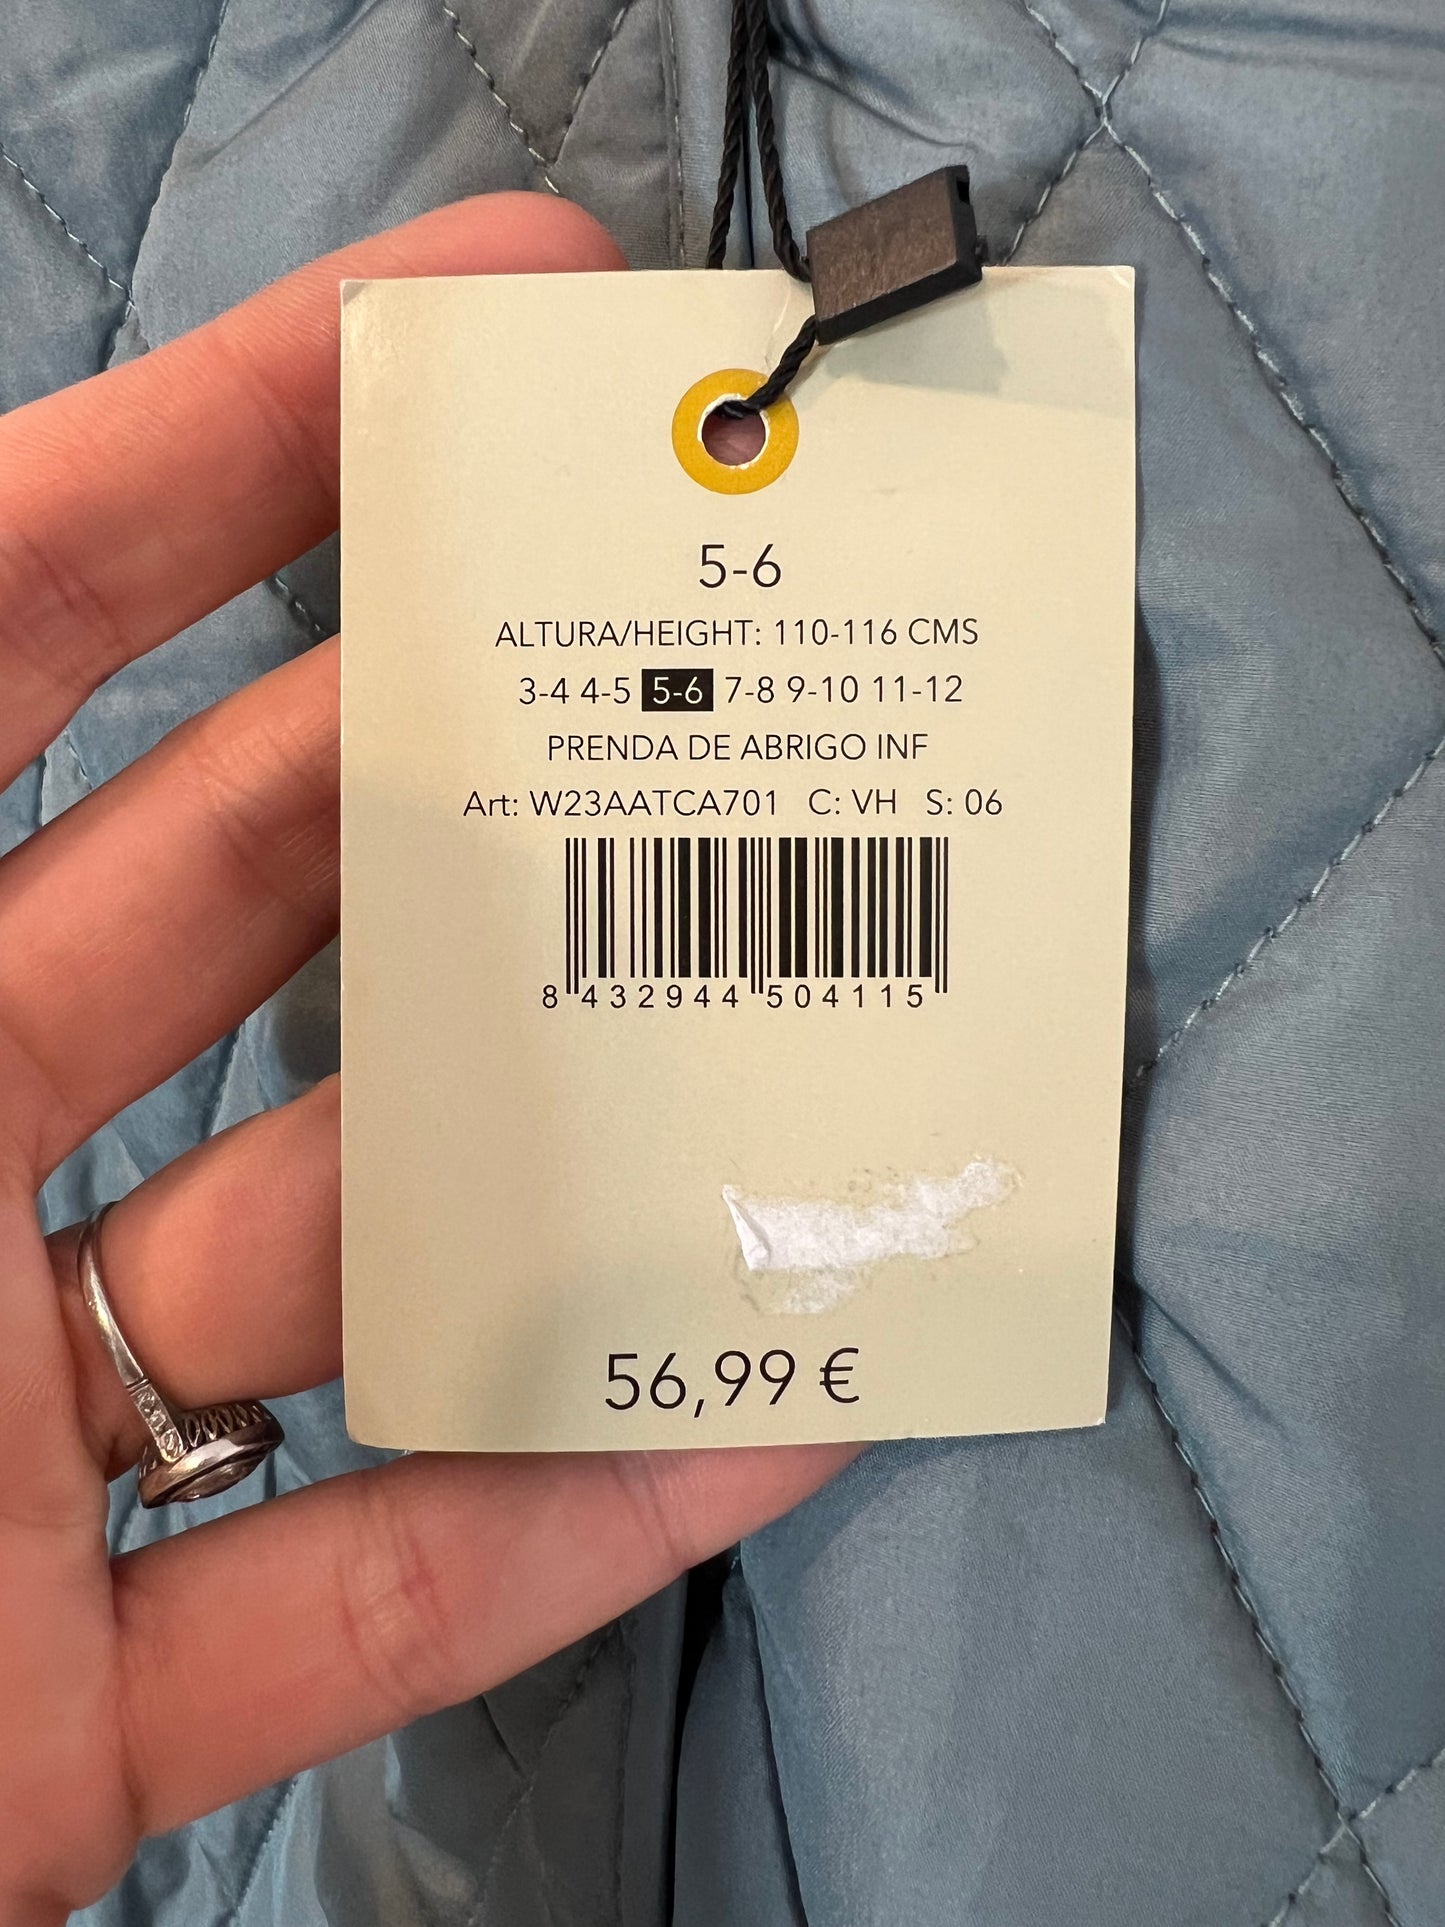 5-6
ALTURA/HEIGHT: 110-116 CMS
3-4 4-5 5-6 7-8 9-10 11-12
PRENDA DE ABRIGO INF
Art: W23AATCA701 C: VH S: 06
8 432944 504115
56,99 €